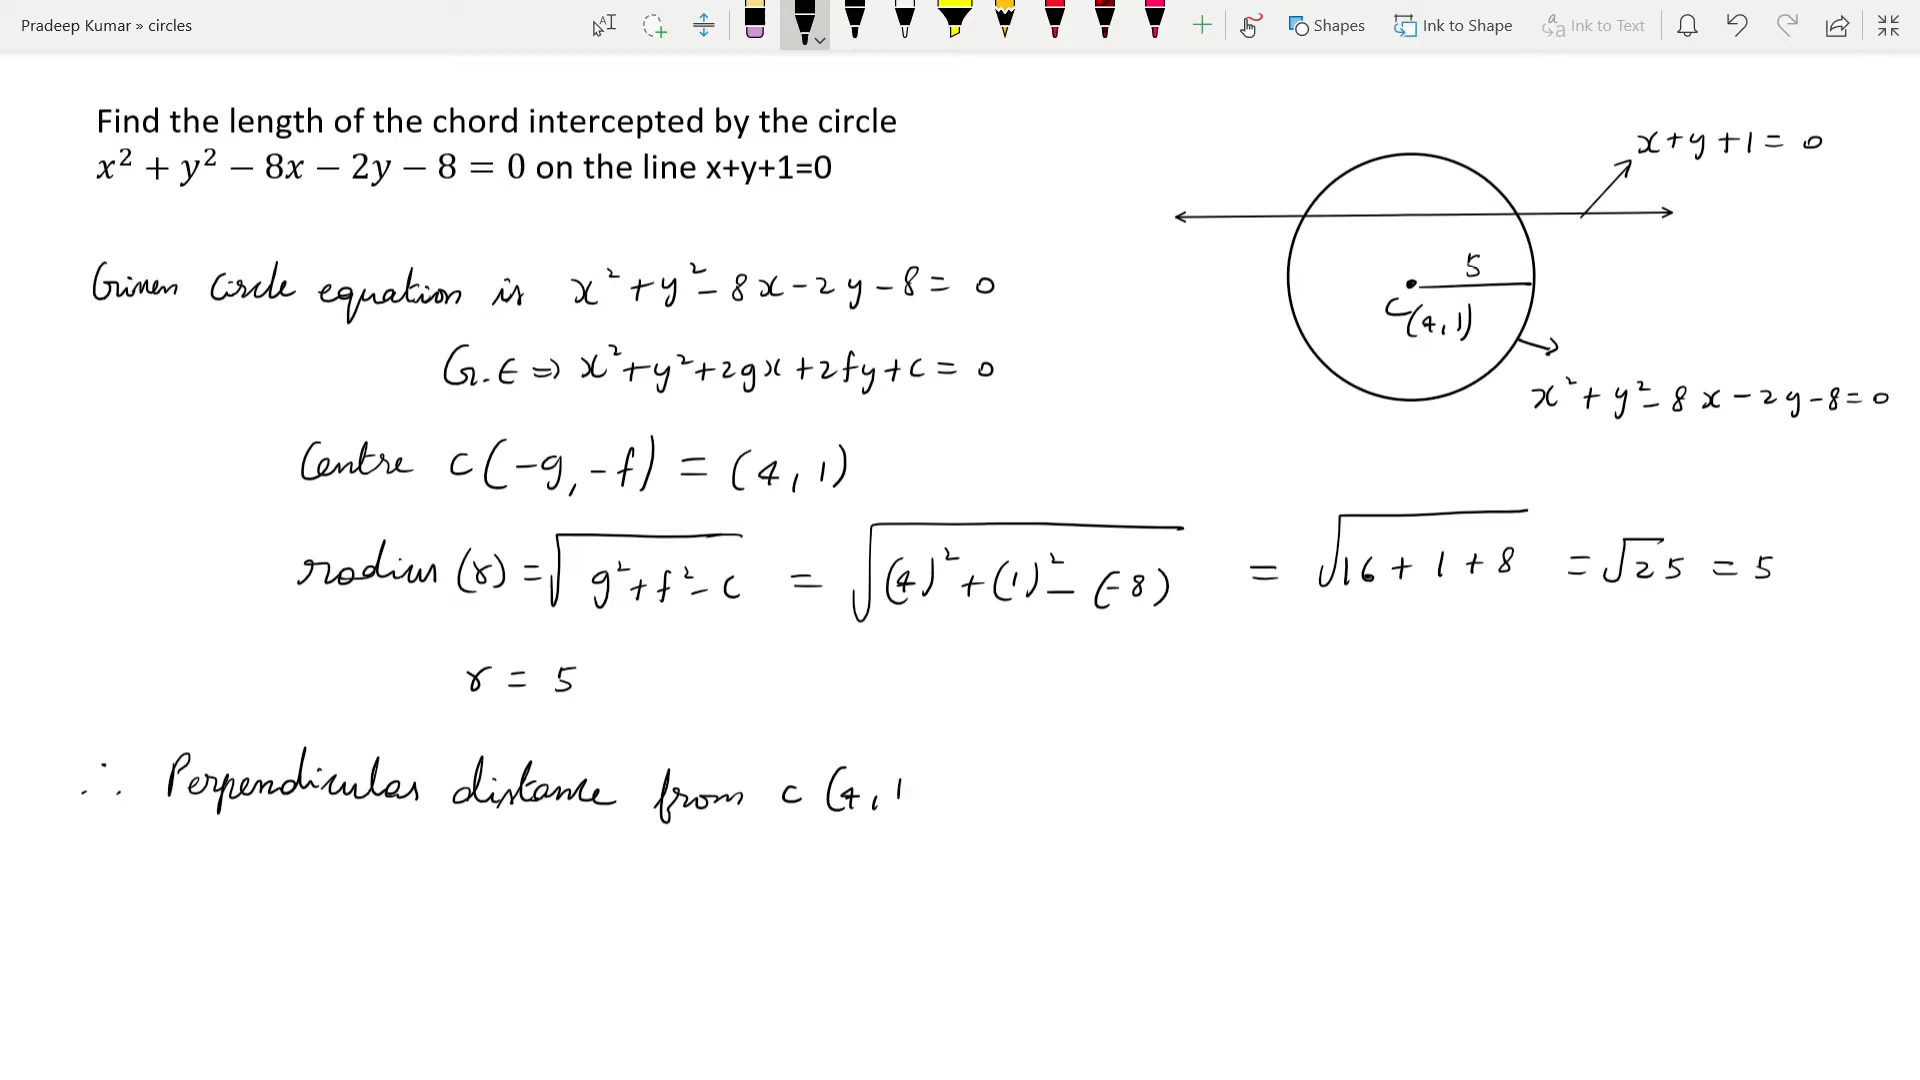 Pradeep Kumar » circles
Shapes
Ink to Shape
Ink to Text
Find the length of the chord intercepted by the circle
x² + y² − 8x − 2y − 8 = 0 on the line x+y+1=0
x+y+1=0
5
C(4,1)
x²+y²-8x-2y-8=0
Given circle equation is x²+y²-8x-2y-8=0
G.E ⇒ x²+y²+2gx+2fy+c=0
Centre c(-g,-f) = (4,1)
radius (r) = √(g²+f²-c) = √((4)²+(1)²-(-8)) = √(16+1+8) = √25 = 5
r = 5
∴ Perpendicular distance from c (4,1